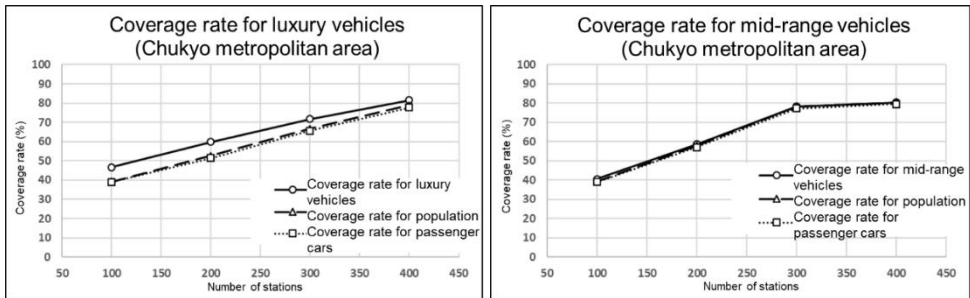 Coverage rate for luxury vehicles
(Chukyo metropolitan area)
100
90
80
70
60
50
40
30
20
10
0
Coverage rate (%)
Coverage rate for luxury
vehicles
Coverage rate for population
Coverage rate for passenger
cars
50 100 150 200 250 300 350 400 450
Number of stations
Coverage rate for mid-range vehicles
(Chukyo metropolitan area)
100
90
80
70
60
50
40
30
20
10
0
Coverage rate (%)
Coverage rate for mid-range
vehicles
Coverage rate for population
Coverage rate for
passenger cars
50 100 150 200 250 300 350 400 450
Number of stations